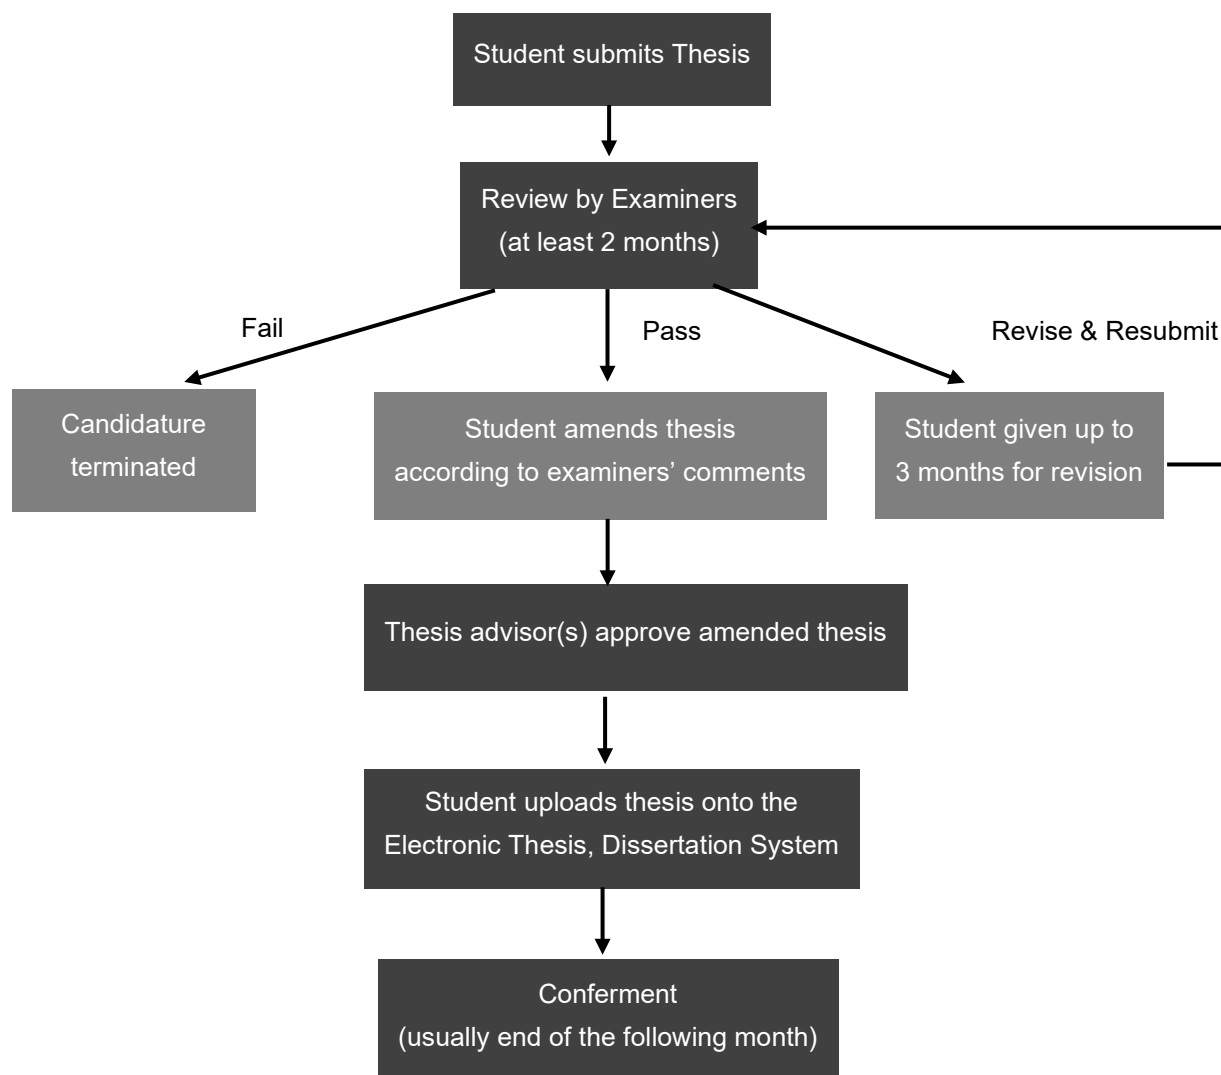 Student submits Thesis
Review by Examiners
(at least 2 months)
Fail
Pass
Revise & Resubmit
Candidature
terminated
Student amends thesis
according to examiners’ comments
Student given up to
3 months for revision
Thesis advisor(s) approve amended thesis
Student uploads thesis onto the
Electronic Thesis, Dissertation System
Conferment
(usually end of the following month)